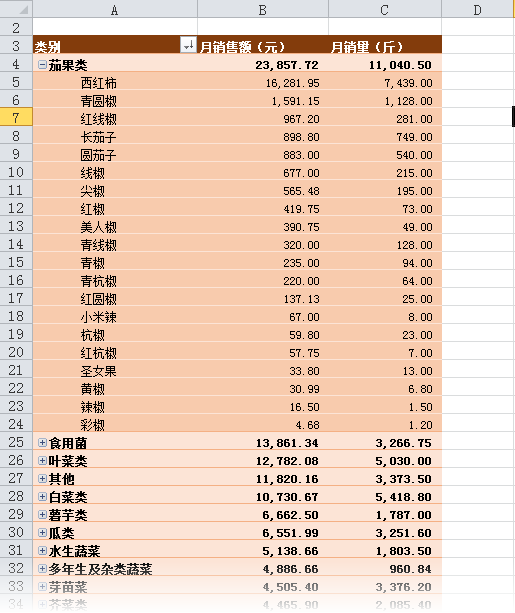 A B C D
2
3 类别 月销售额（元） 月销量（斤）
4 茄果类 23,857.72 11,040.50
5 西红柿 16,281.95 7,439.00
6 青圆椒 1,591.15 1,128.00
7 红线椒 967.20 281.00
8 长茄子 898.80 749.00
9 圆茄子 883.00 540.00
10 线椒 677.00 215.00
11 尖椒 565.48 195.00
12 红椒 419.75 73.00
13 美人椒 390.75 49.00
14 青线椒 320.00 128.00
15 青椒 235.00 94.00
16 青杭椒 220.00 64.00
17 红圆椒 137.13 25.00
18 小米辣 67.00 8.00
19 杭椒 59.80 23.00
20 红杭椒 57.75 7.00
21 圣女果 33.80 13.00
22 黄椒 30.99 6.80
23 辣椒 16.50 1.50
24 彩椒 4.68 1.20
25 食用菌 13,861.34 3,266.75
26 叶菜类 12,782.08 5,030.00
27 其他 11,820.16 3,373.50
28 白菜类 10,730.67 5,418.80
29 薯芋类 6,662.50 1,787.00
30 瓜类 6,551.99 3,251.60
31 水生蔬菜 5,138.66 1,803.50
32 多年生及杂类蔬菜 4,886.66 960.84
33 芽苗菜 4,505.40 3,376.20
34 芥菜类 4,465.90 2,085.40